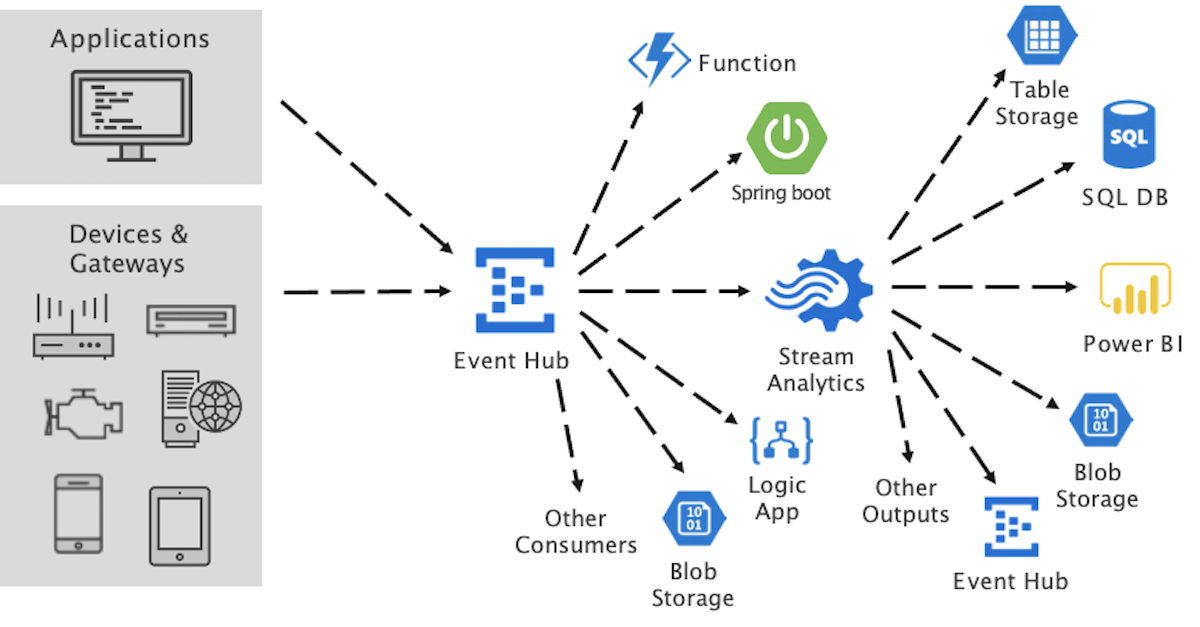 Applications
Devices &
Gateways
Event Hub
Function
Spring boot
Stream
Analytics
Logic
App
10
01
Blob
Storage
Other
Consumers
Table
Storage
SQL
SQL DB
Power BI
10
01
Blob
Storage
Event Hub
Other
Outputs